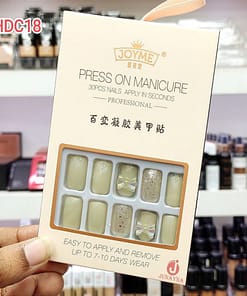 HDC18
JOYME
PRESS ON MANICURE
30PCS NAILS APPLY IN SECONDS
PROFESSIONAL
百变凝胶美甲贴
EASY TO APPLY AND REMOVE
UP TO 7-10 DAYS WEAR
JUNAYNA